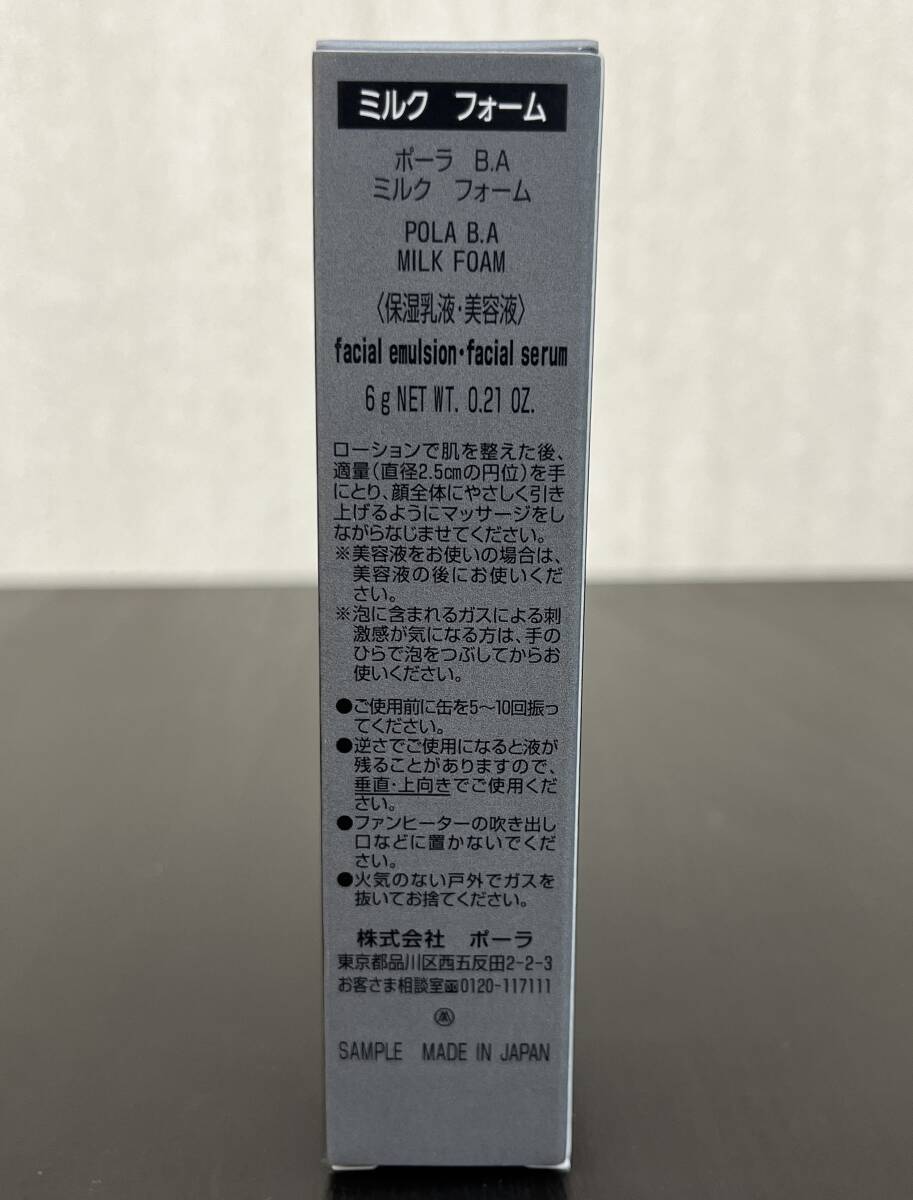 ミルク フォーム
ポーラ B.A
ミルク フォーム
POLA B.A
MILK FOAM
〈保湿乳液・美容液〉
facial emulsion・facial serum
6g NET WT. 0.21 OZ.
ローションで肌を整えた後、
適量(直径2.5cmの円位)を手
にとり、顔全体にやさしく引き
上げるようにマッサージをし
ながらなじませてください。
※美容液をお使いの場合は、
美容液の後にお使いくだ
さい。
※泡に含まれるガスによる刺
激感が気になる方は、手の
ひらで泡をつぶしてからお
使いください。
●ご使用前に缶を5〜10回振っ
てください。
●逆さでご使用になると液が
残ることがありますので、
垂直・上向きでご使用くだ
さい。
●ファンヒーターの吹き出し
口などに置かないでくだ
さい。
●火気のない戸外でガスを
抜いてお捨てください。
株式会社 ポーラ
東京都品川区西五反田2-2-3
お客さま相談室0120-117111
SAMPLE MADE IN JAPAN